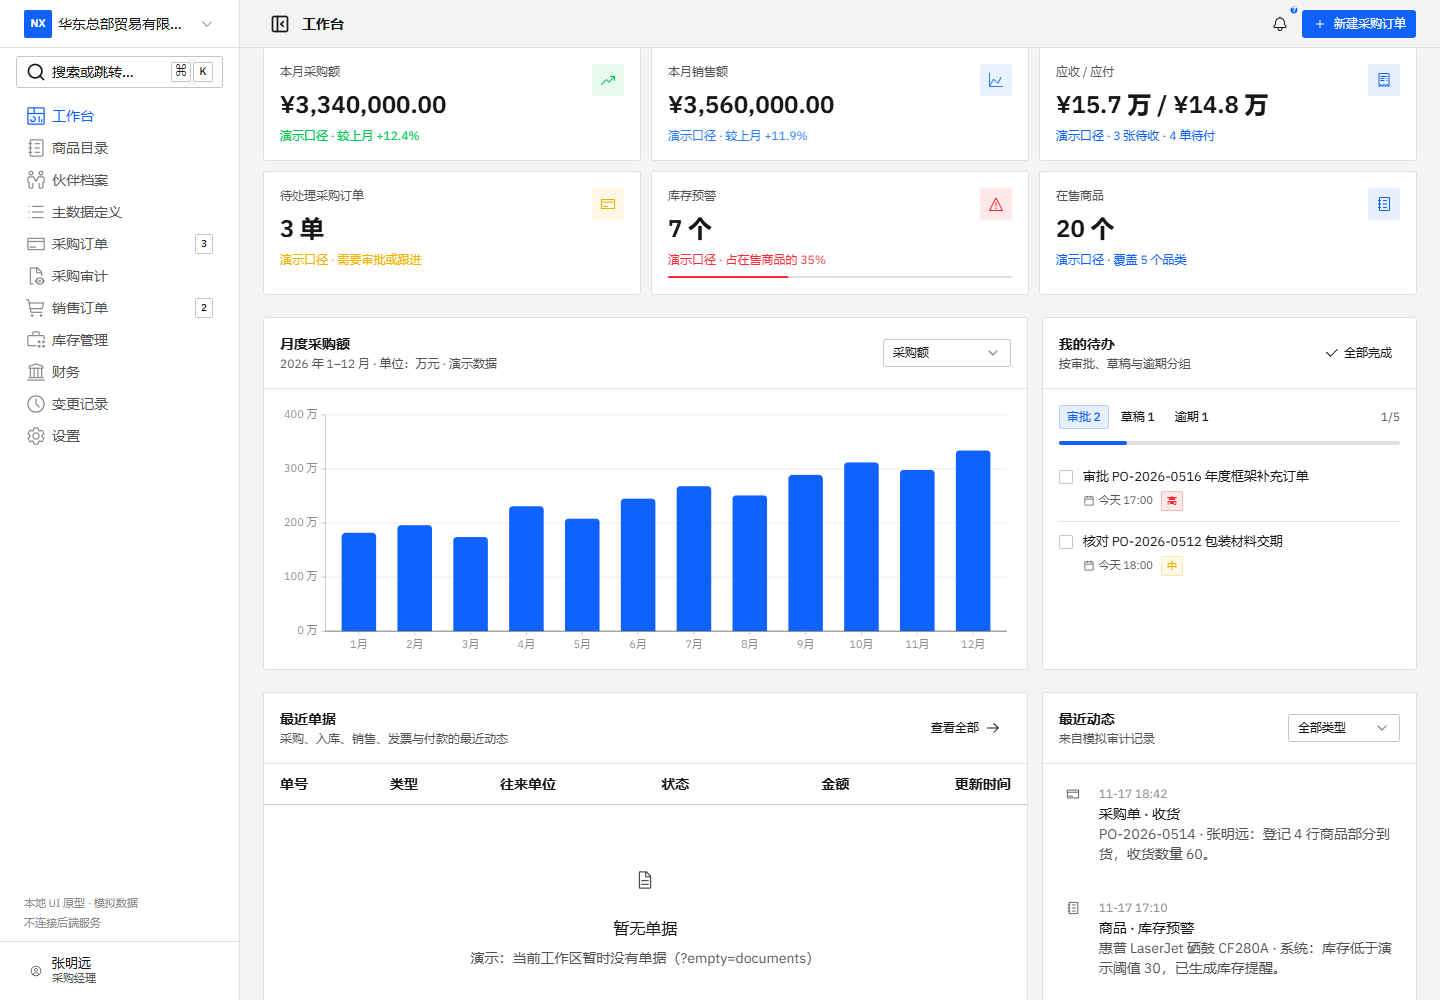 NX 华东总部贸易有限...
搜索或跳转... ⌘ K
工作台
商品目录
伙伴档案
主数据定义
采购订单 3
采购审计
销售订单 2
库存管理
财务
变更记录
设置
本地 UI 原型 · 模拟数据
不连接后端服务
张明远
采购经理
工作台
新建采购订单
本月采购额
¥3,340,000.00
演示口径 · 较上月 +12.4%
本月销售额
¥3,560,000.00
演示口径 · 较上月 +11.9%
应收 / 应付
¥15.7 万 / ¥14.8 万
演示口径 · 3 张待收 · 4 单待付
待处理采购订单
3 单
演示口径 · 需要审批或跟进
库存预警
7 个
演示口径 · 占在售商品的 35%
在售商品
20 个
演示口径 · 覆盖 5 个品类
月度采购额
2026 年 1–12 月 · 单位：万元 · 演示数据
采购额
400 万
300 万
200 万
100 万
0 万
1月 2月 3月 4月 5月 6月 7月 8月 9月 10月 11月 12月
我的待办
按审批、草稿与逾期分组
全部完成
审批 2 草稿 1 逾期 1 1/5
审批 PO-2026-0516 年度框架补充订单
今天 17:00 高
核对 PO-2026-0512 包装材料交期
今天 18:00 中
最近单据
采购、入库、销售、发票与付款的最近动态
查看全部
单号 类型 往来单位 状态 金额 更新时间
暂无单据
演示：当前工作区暂时没有单据（?empty=documents）
最近动态
来自模拟审计记录
全部类型
11-17 18:42
采购单 · 收货
PO-2026-0514 · 张明远：登记 4 行商品部分到
货，收货数量 60。
11-17 17:10
商品 · 库存预警
惠普 LaserJet 硒鼓 CF280A · 系统：库存低于演
示阈值 30，已生成库存提醒。